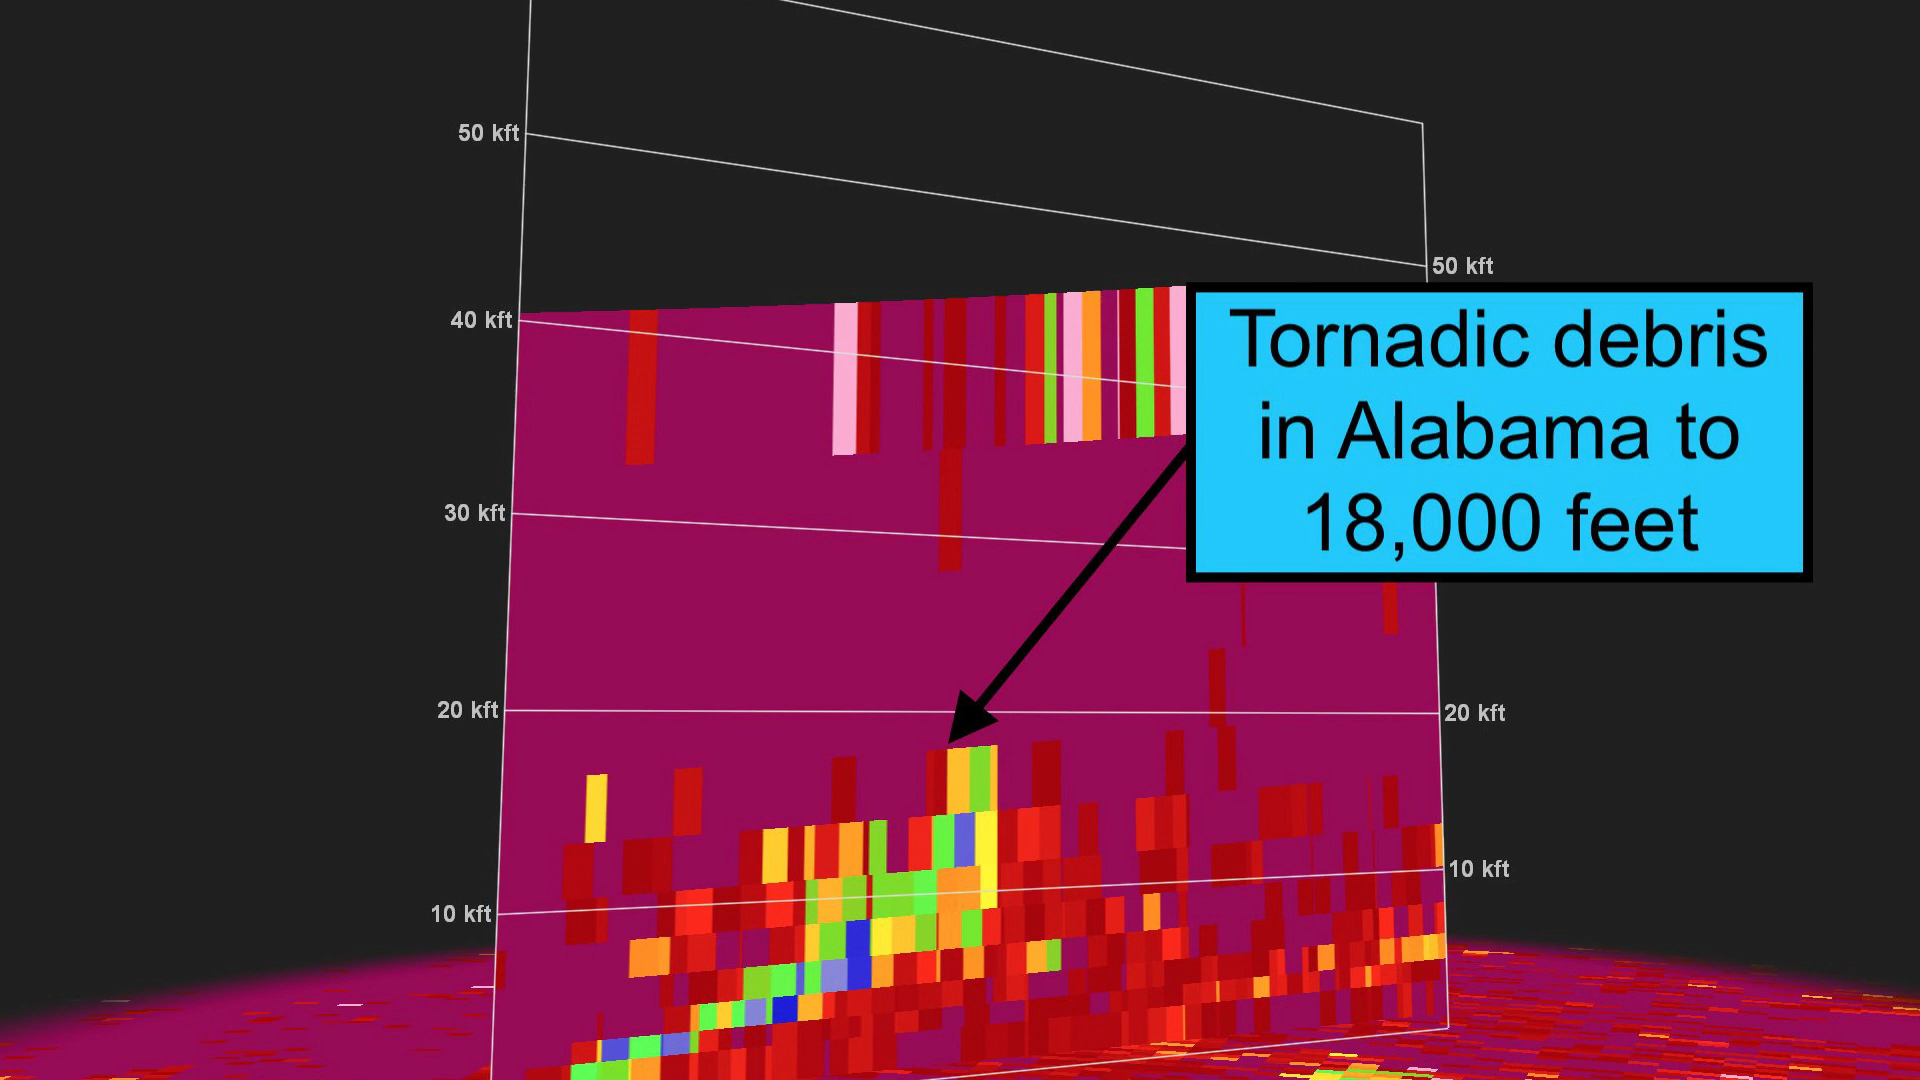 50 kft
50 kft
Tornadic debris
in Alabama to
18,000 feet
40 kft
30 kft
20 kft
20 kft
10 kft
10 kft